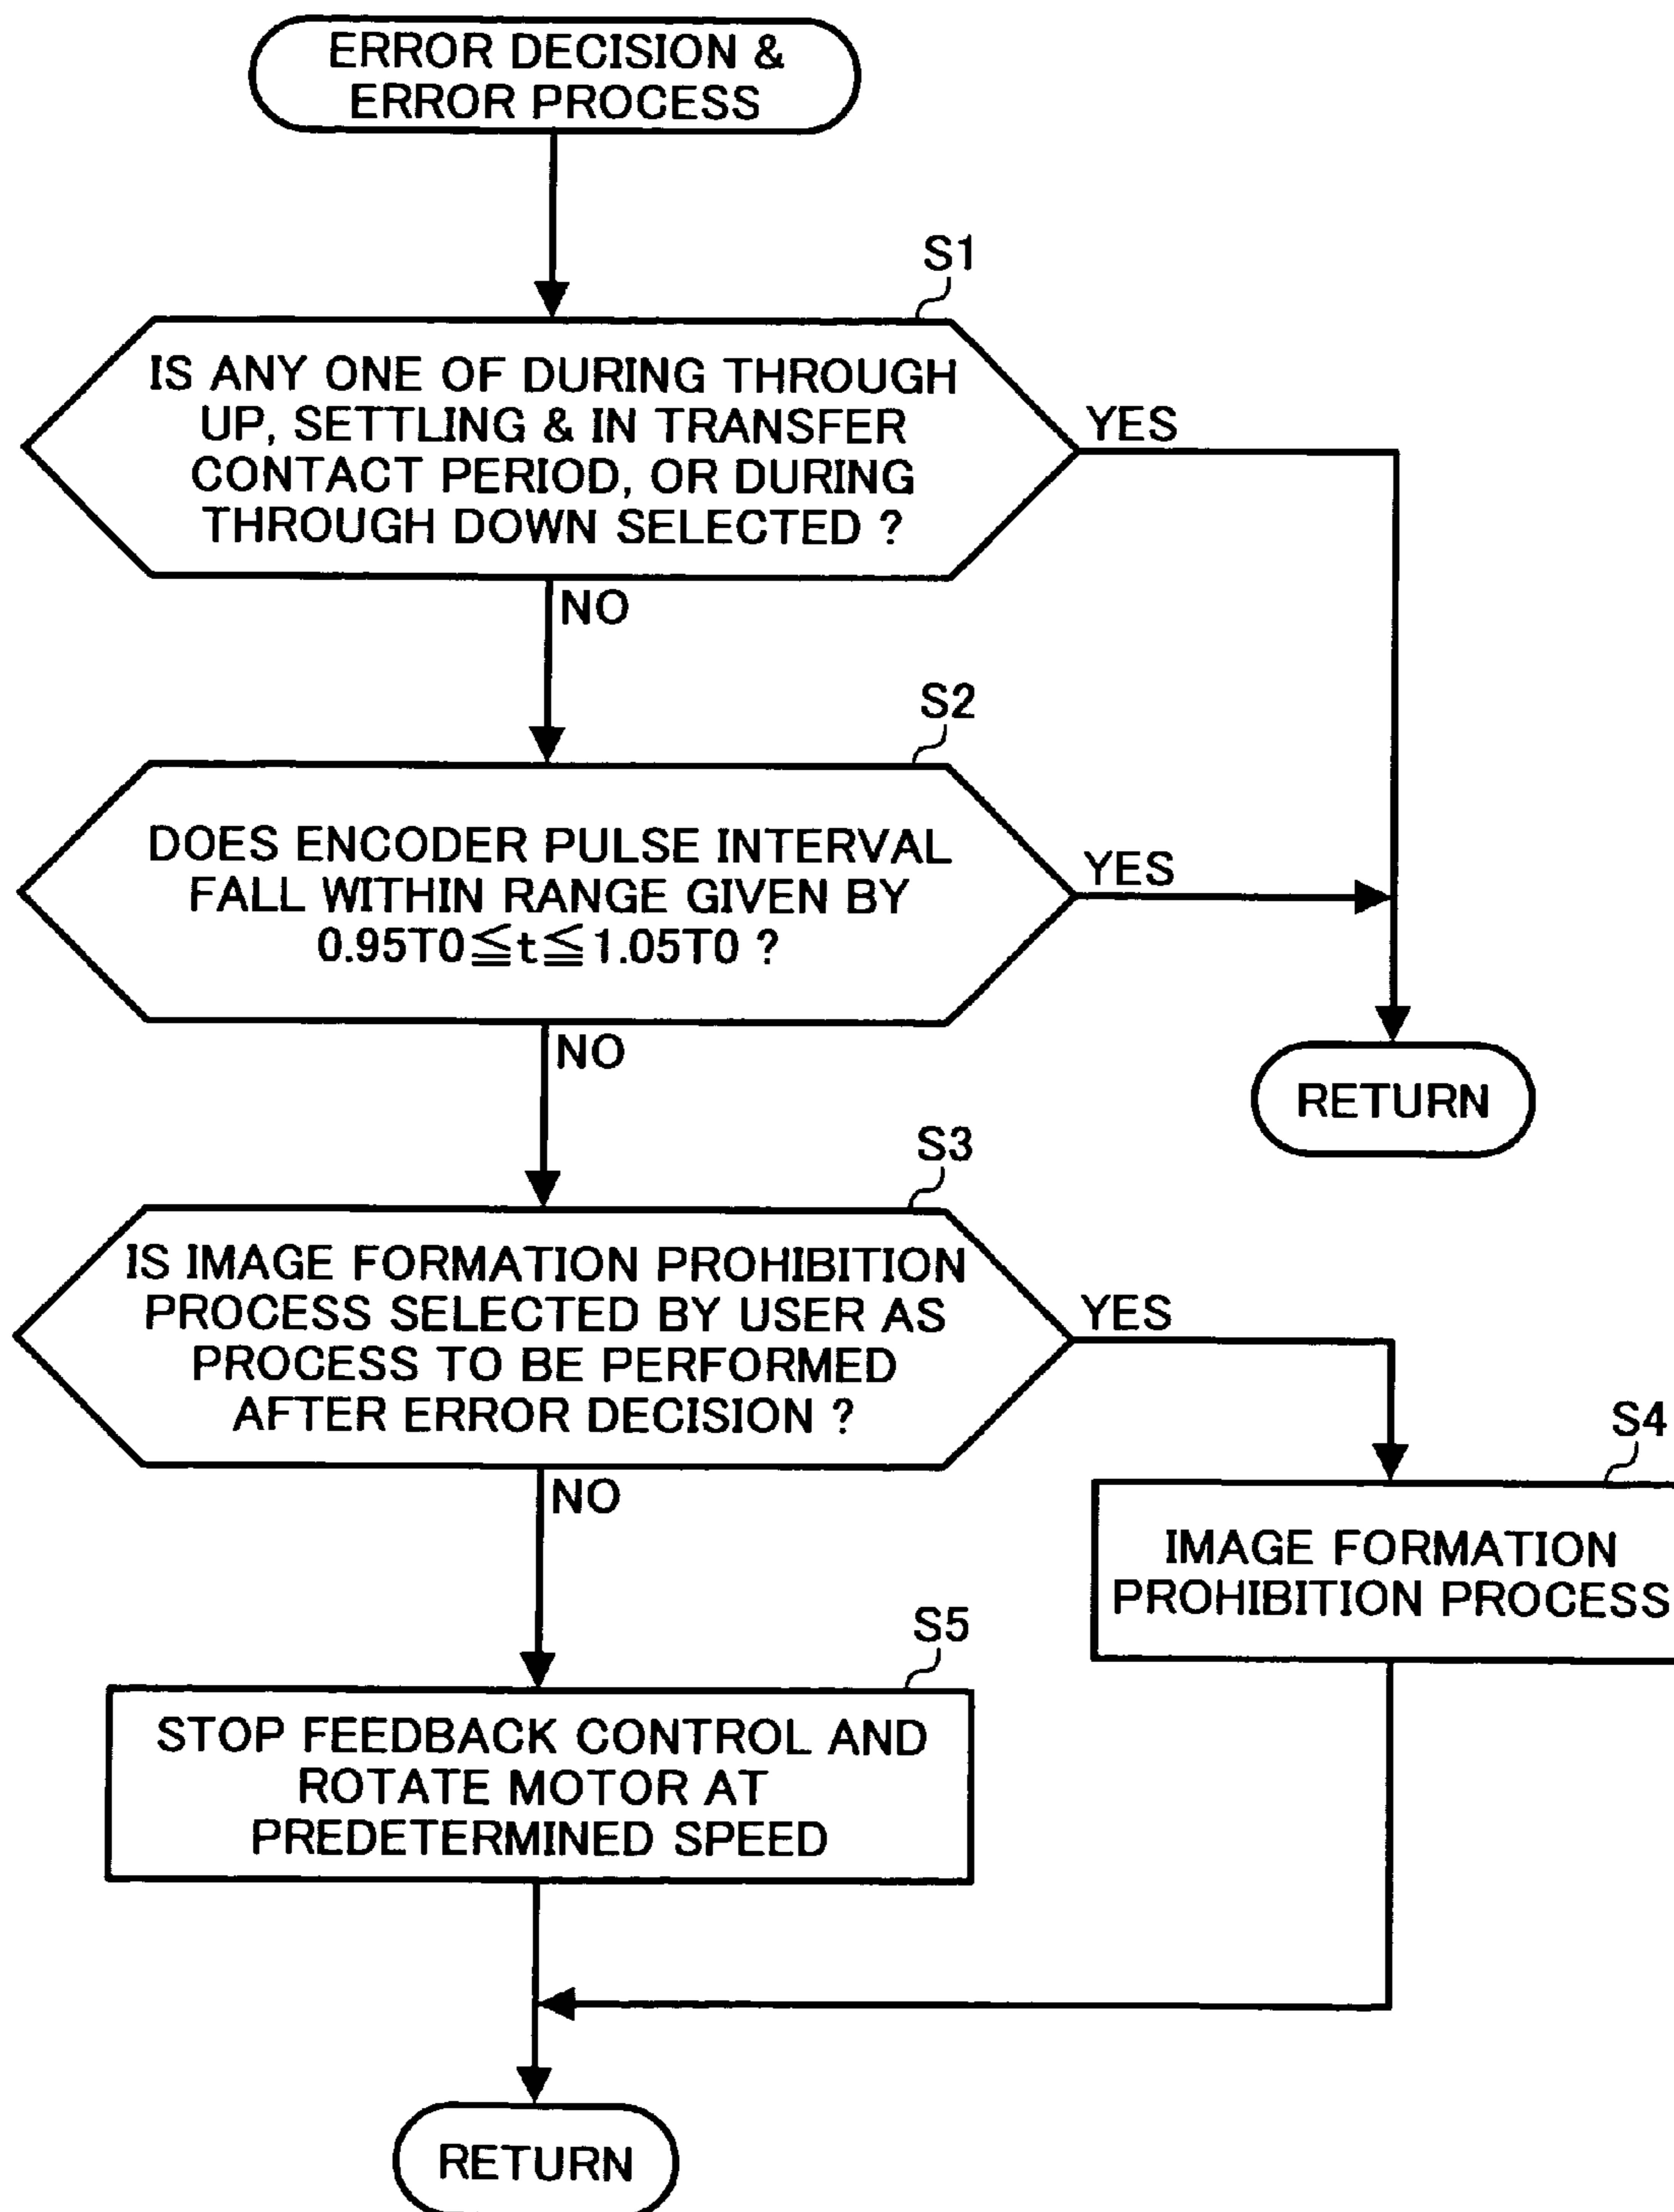 ERROR DECISION &
ERROR PROCESS
S1
IS ANY ONE OF DURING THROUGH
UP, SETTLING & IN TRANSFER
CONTACT PERIOD, OR DURING
THROUGH DOWN SELECTED ?
YES
NO
S2
DOES ENCODER PULSE INTERVAL
FALL WITHIN RANGE GIVEN BY
0.95T0≦t≦1.05T0 ?
YES
NO
RETURN
S3
IS IMAGE FORMATION PROHIBITION
PROCESS SELECTED BY USER AS
PROCESS TO BE PERFORMED
AFTER ERROR DECISION ?
YES
NO
S4
IMAGE FORMATION
PROHIBITION PROCESS
S5
STOP FEEDBACK CONTROL AND
ROTATE MOTOR AT
PREDETERMINED SPEED
RETURN